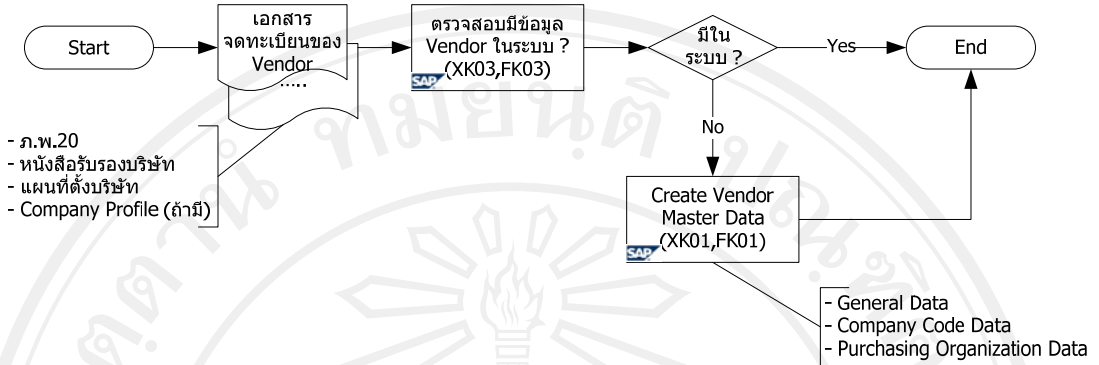 Start
เอกสาร
จดทะเบียนของ
Vendor
.....
ตรวจสอบมีข้อมูล
Vendor ในระบบ ?
(XK03,FK03)
SAP
มีใน
ระบบ ?
Yes
End
- ภ.พ.20
- หนังสือรับรองบริษัท
- แผนที่ตั้งบริษัท
- Company Profile (ถ้ามี)
No
Create Vendor
Master Data
(XK01,FK01)
SAP
- General Data
- Company Code Data
- Purchasing Organization Data